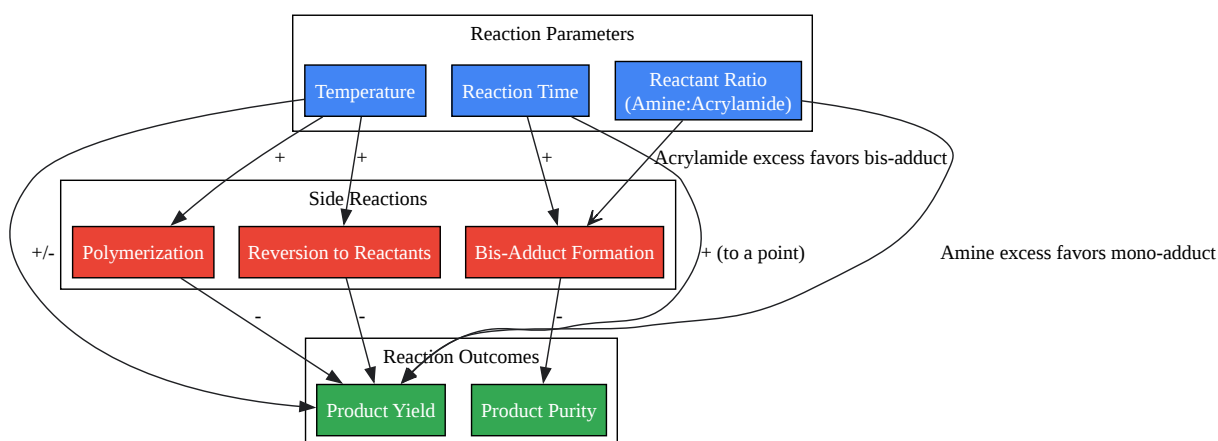 Reaction Parameters
Temperature
Reaction Time
Reactant Ratio
(Amine:Acrylamide)
+
+
+
Acrylamide excess favors bis-adduct
Side Reactions
Polymerization
Reversion to Reactants
Bis-Adduct Formation
+/-
+ (to a point)
Amine excess favors mono-adduct
-
-
-
Reaction Outcomes
Product Yield
Product Purity